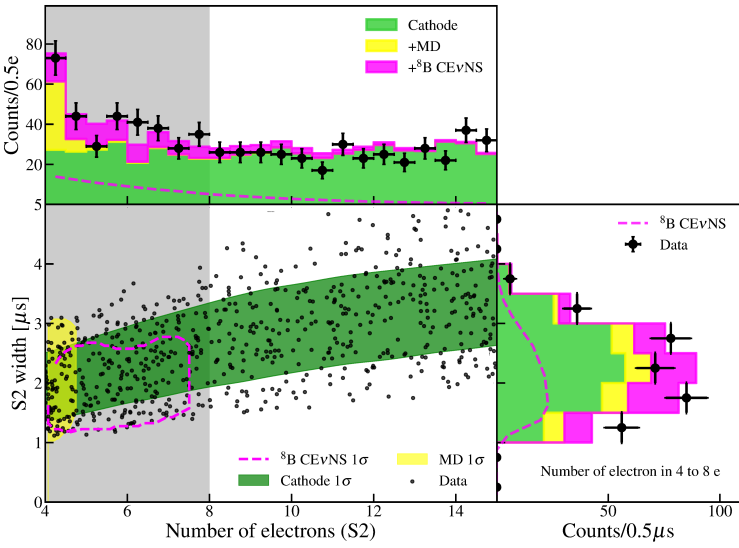 Counts/0.5e
80
60
40
20
Cathode
+MD
+⁸B CEνNS
S2 width [μs]
5
4
3
2
1
0
⁸B CEνNS 1σ
MD 1σ
Cathode 1σ
Data
4
6
8
10
12
14
Number of electrons (S2)
⁸B CEνNS
Data
Number of electron in 4 to 8 e
50
100
Counts/0.5μs